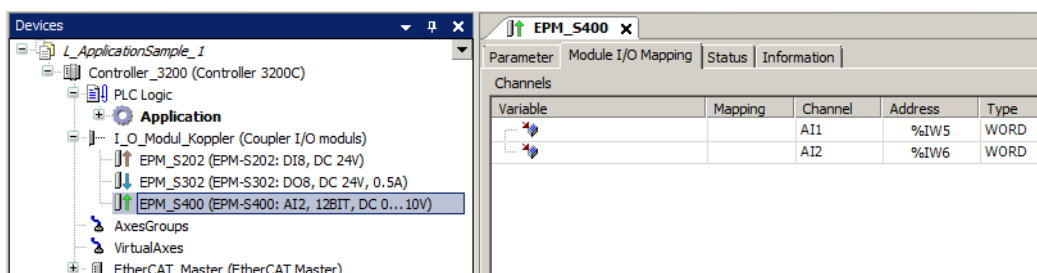 Devices
L_ApplicationSample_1
Controller_3200 (Controller 3200C)
PLC Logic
Application
I_O_Modul_Koppler (Coupler I/O moduls)
EPM_S202 (EPM-S202: DI8, DC 24V)
EPM_S302 (EPM-S302: DO8, DC 24V, 0.5A)
EPM_S400 (EPM-S400: AI2, 12BIT, DC 0...10V)
AxesGroups
VirtualAxes
EtherCAT_Master (EtherCAT Master)
EPM_S400 X
Parameter Module I/O Mapping Status Information
Channels
Variable Mapping Channel Address Type
AI1 %IW5 WORD
AI2 %IW6 WORD